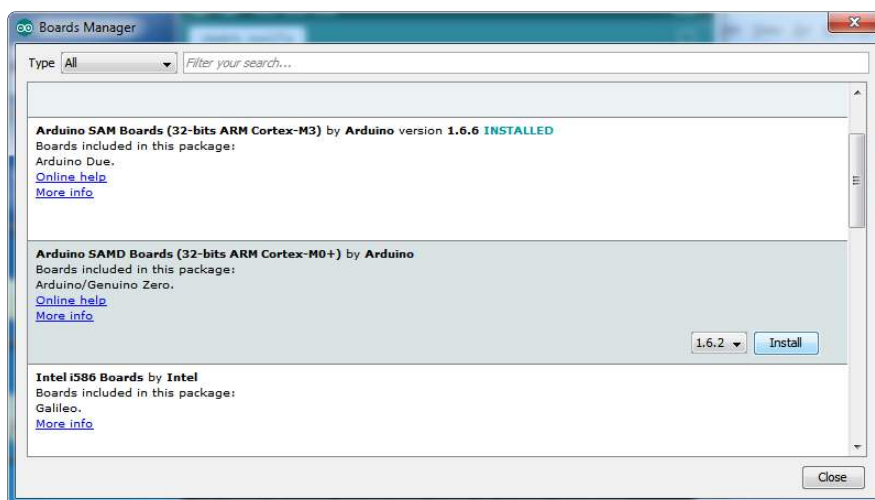 Boards Manager
Type All Filter your search...
Arduino SAM Boards (32-bits ARM Cortex-M3) by Arduino version 1.6.6 INSTALLED
Boards included in this package:
Arduino Due.
Online help
More info
Arduino SAMD Boards (32-bits ARM Cortex-M0+) by Arduino
Boards included in this package:
Arduino/Genuino Zero.
Online help
More info
1.6.2 Install
Intel i586 Boards by Intel
Boards included in this package:
Galileo.
More info
Close